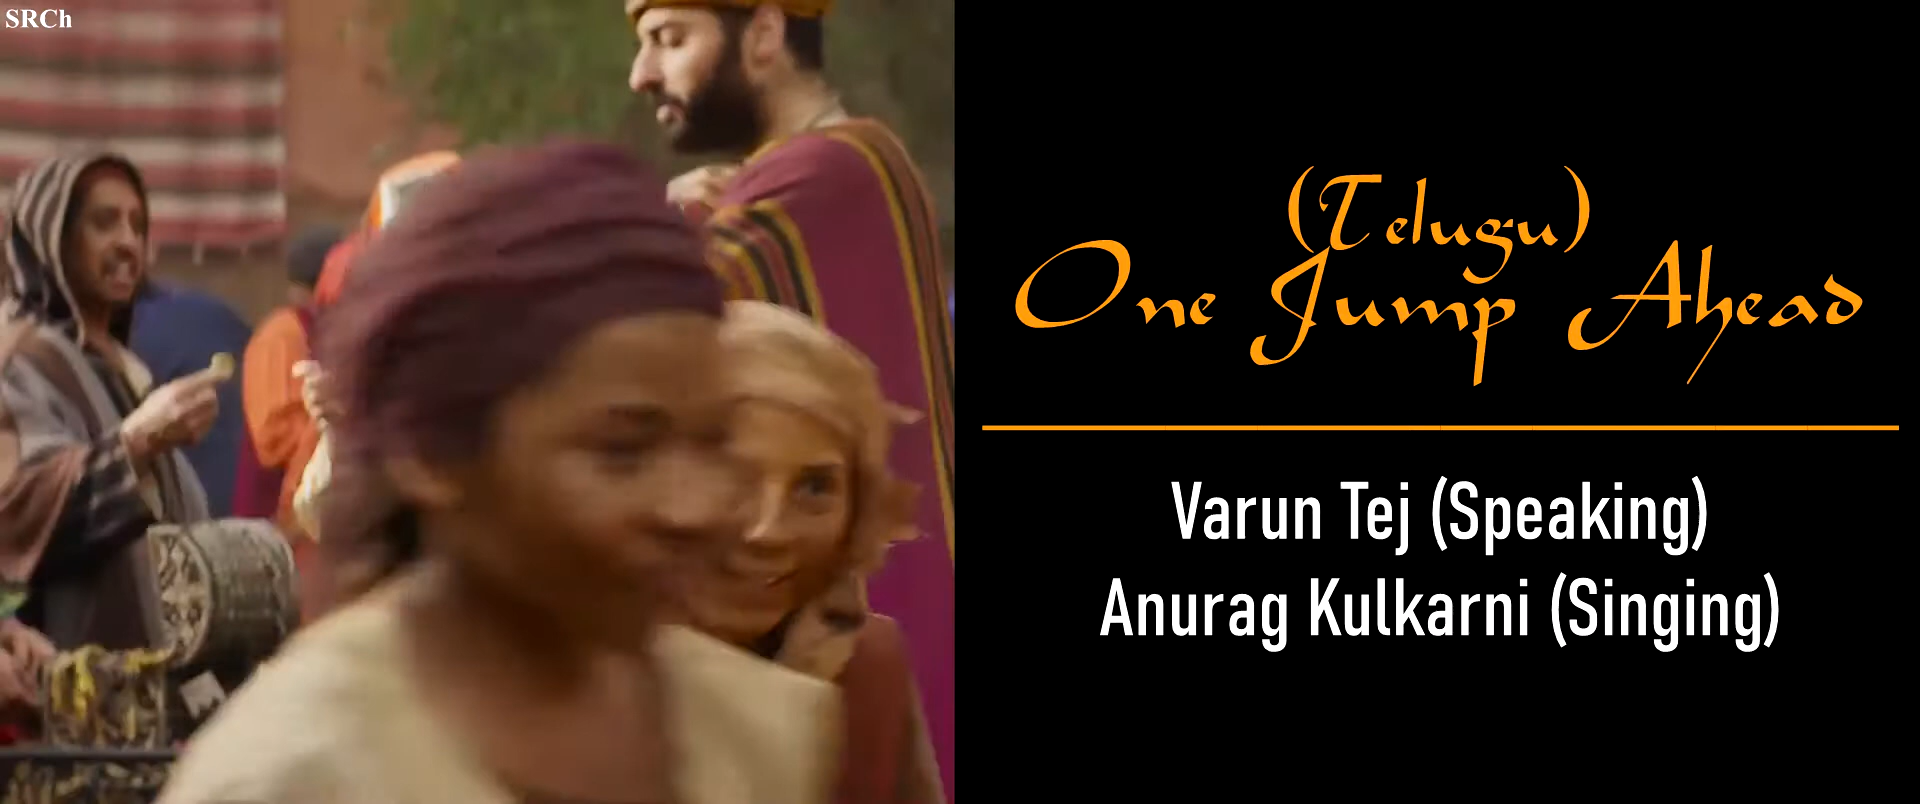 SRCh
(Telugu)
One Jump Ahead
Varun Tej (Speaking)
Anurag Kulkarni (Singing)